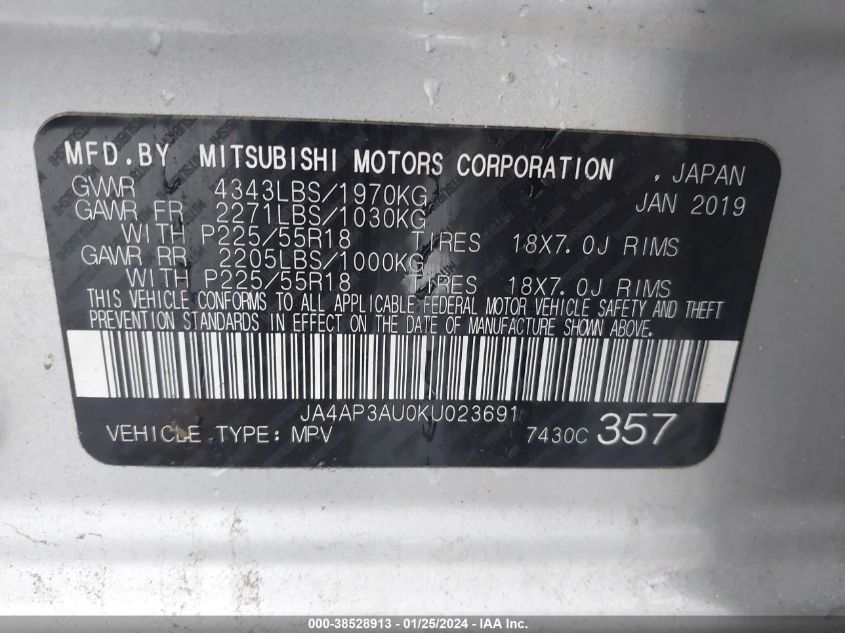 MFD.BY MITSUBISHI MOTORS CORPORATION , JAPAN
GVWR 4343LBS/1970KG JAN 2019
GAWR FR 2271LBS/1030KG
WITH P225/55R18 TIRES 18X7.0J RIMS
GAWR RR 2205LBS/1000KG
WITH P225/55R18 TIRES 18X7.0J RIMS
THIS VEHICLE CONFORMS TO ALL APPLICABLE FEDERAL MOTOR VEHICLE SAFETY AND THEFT
PREVENTION STANDARDS IN EFFECT ON THE DATE OF MANUFACTURE SHOWN ABOVE.
JA4AP3AU0KU023691
VEHICLE TYPE: MPV 7430C 357
000-38528913 - 01/25/2024 - IAAI.com